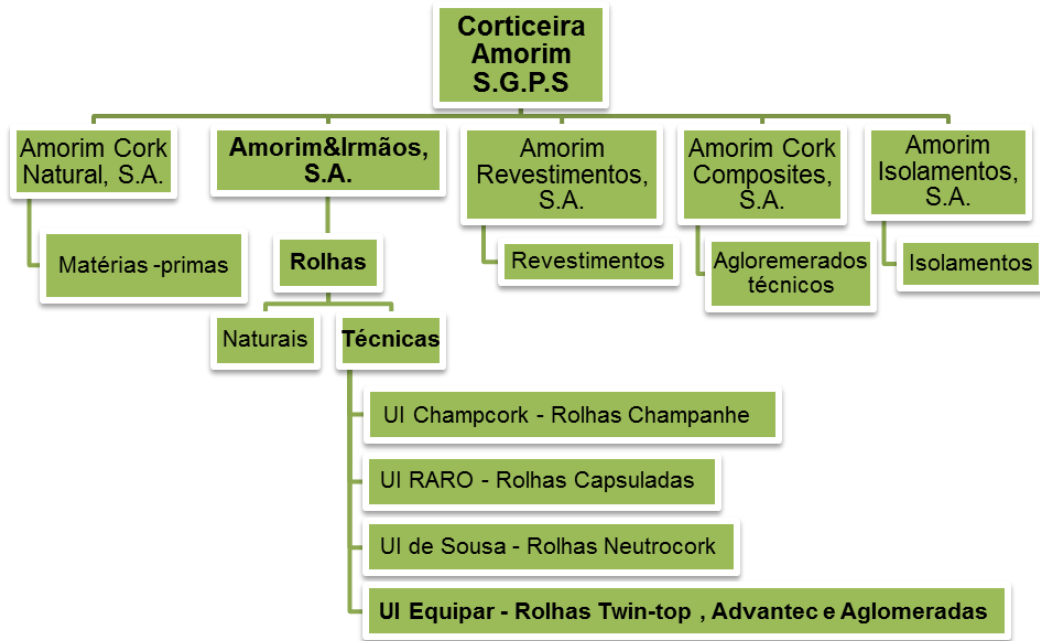 Corticeira
Amorim
S.G.P.S
Amorim Cork
Natural, S.A.
Amorim&Irmãos,
S.A.
Amorim
Revestimentos,
S.A.
Amorim Cork
Composites, S.A.
Amorim
Isolamentos,
S.A.
Matérias -primas
Rolhas
Revestimentos
Agloremerados
técnicos
Isolamentos
Naturais
Técnicas
UI Champcork - Rolhas Champanhe
UI RARO - Rolhas Capsuladas
UI de Sousa - Rolhas Neutrocork
UI Equipar - Rolhas Twin-top , Advantec e Aglomeradas